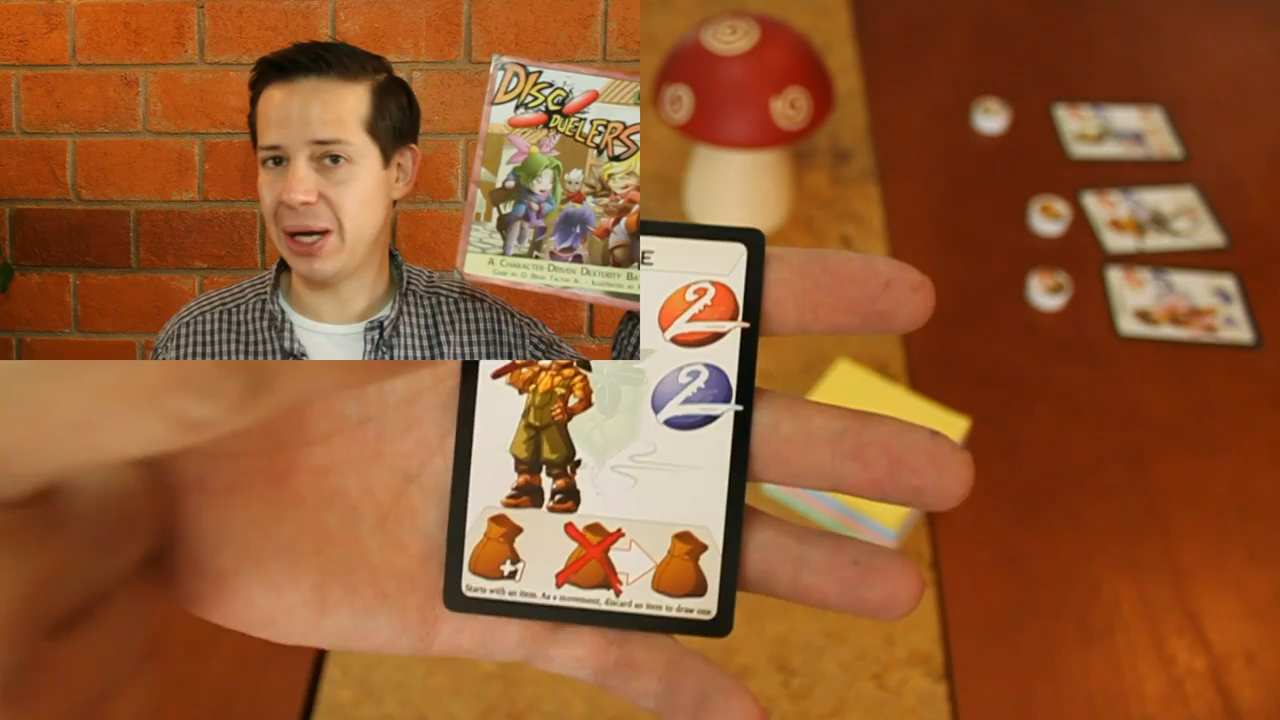 DISC
DUELERS
A CHARACTER-DRIVEN DEXTERITY BA
E
2
2
+1
Starts with an item. As a movement, discard an item to draw one.